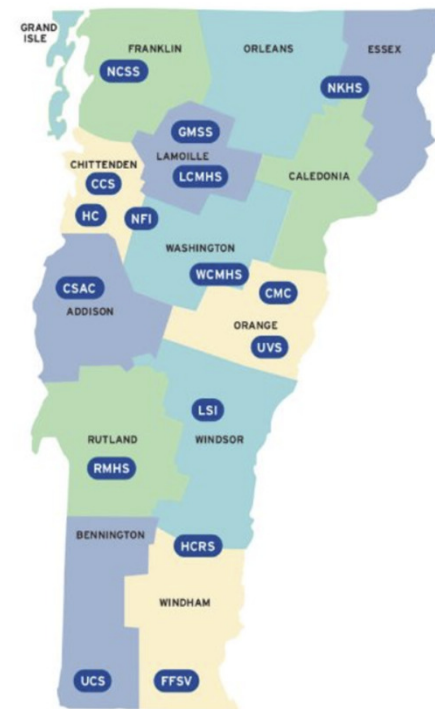 GRAND
ISLE
FRANKLIN
ORLEANS
ESSEX
NCSS
NKHS
GMSS
LAMOILLE
LCMHS
CHITTENDEN
CCS
CALEDONIA
HC
NFI
WASHINGTON
WCMHS
CSAC
ADDISON
CMC
ORANGE
UVS
LSI
RUTLAND
WINDSOR
RMHS
BENNINGTON
HCRS
WINDHAM
UCS
FFSV